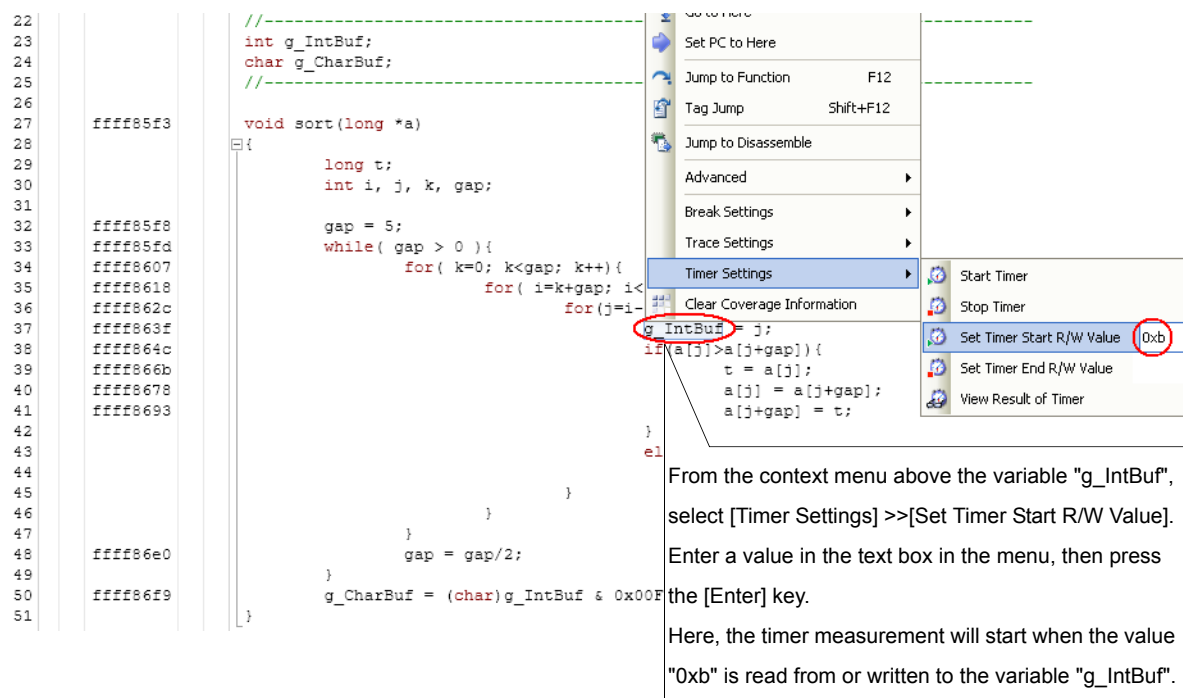 22 //--------------------------------------
23 int g_IntBuf;
24 char g_CharBuf;
25 //--------------------------------------
26
27 ffff85f3 void sort(long *a)
28 {
29 long t;
30 int i, j, k, gap;
31
32 ffff85f8 gap = 5;
33 ffff85fd while( gap > 0 ){
34 ffff8607 for( k=0; k<gap; k++){
35 ffff8618 for( i=k+gap; i<
36 ffff862c for(j=i-
37 ffff863f g_IntBuf = j;
38 ffff864c if(a[j]>a[j+gap]){
39 ffff866b t = a[j];
40 ffff8678 a[j] = a[j+gap];
41 ffff8693 a[j+gap] = t;
42 }
43 el
44
45 }
46 }
47 }
48 ffff86e0 gap = gap/2;
49 }
50 ffff86f9 g_CharBuf = (char)g_IntBuf & 0x00F
51 }
Go to Here
Set PC to Here
Jump to Function F12
Tag Jump Shift+F12
Jump to Disassemble
Advanced
Break Settings
Trace Settings
Timer Settings
Clear Coverage Information
Start Timer
Stop Timer
Set Timer Start R/W Value 0xb
Set Timer End R/W Value
View Result of Timer
From the context menu above the variable "g_IntBuf",
select [Timer Settings] >>[Set Timer Start R/W Value].
Enter a value in the text box in the menu, then press
the [Enter] key.
Here, the timer measurement will start when the value
"0xb" is read from or written to the variable "g_IntBuf".